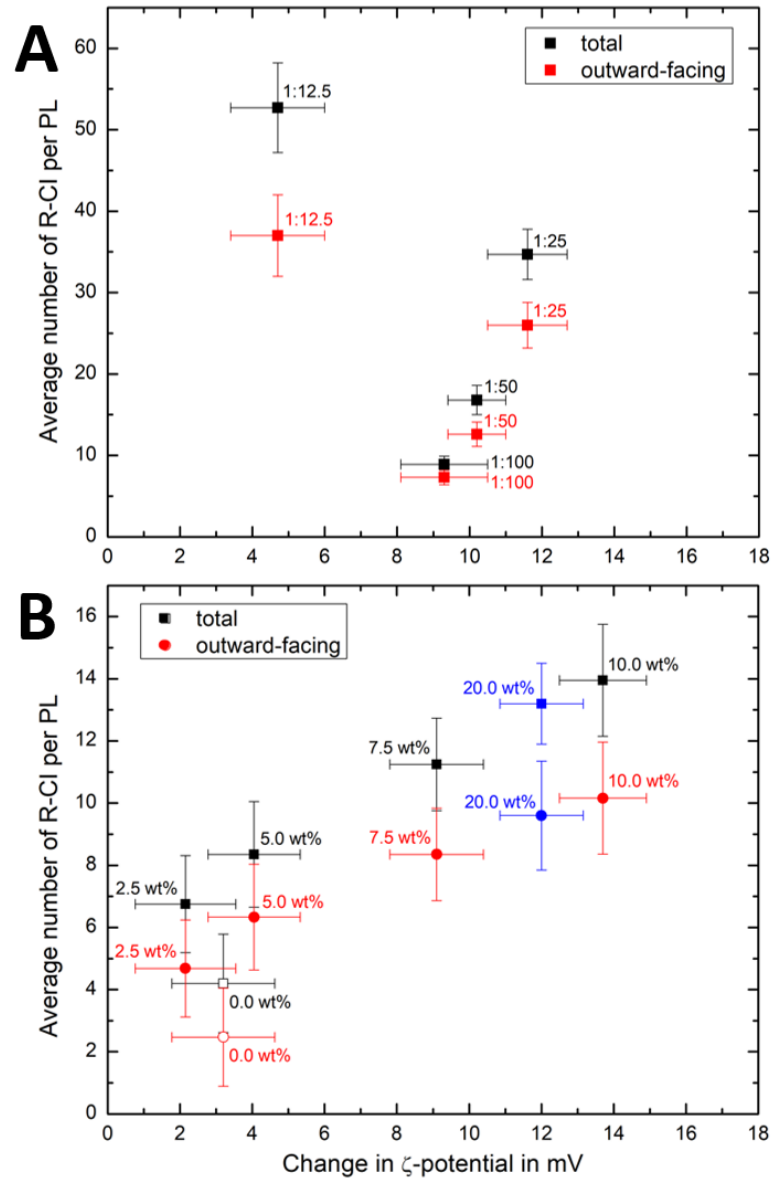 A
total
outward-facing
60
50
40
30
20
10
0
Average number of R-CI per PL
1:12.5
1:12.5
1:25
1:25
1:50
1:50
1:100
1:100
0 2 4 6 8 10 12 14 16 18
B
total
outward-facing
16
14
12
10
8
6
4
2
0
Average number of R-CI per PL
10.0 wt%
20.0 wt%
7.5 wt%
10.0 wt%
20.0 wt%
7.5 wt%
5.0 wt%
2.5 wt%
5.0 wt%
2.5 wt%
0.0 wt%
0.0 wt%
0 2 4 6 8 10 12 14 16 18
Change in ζ-potential in mV